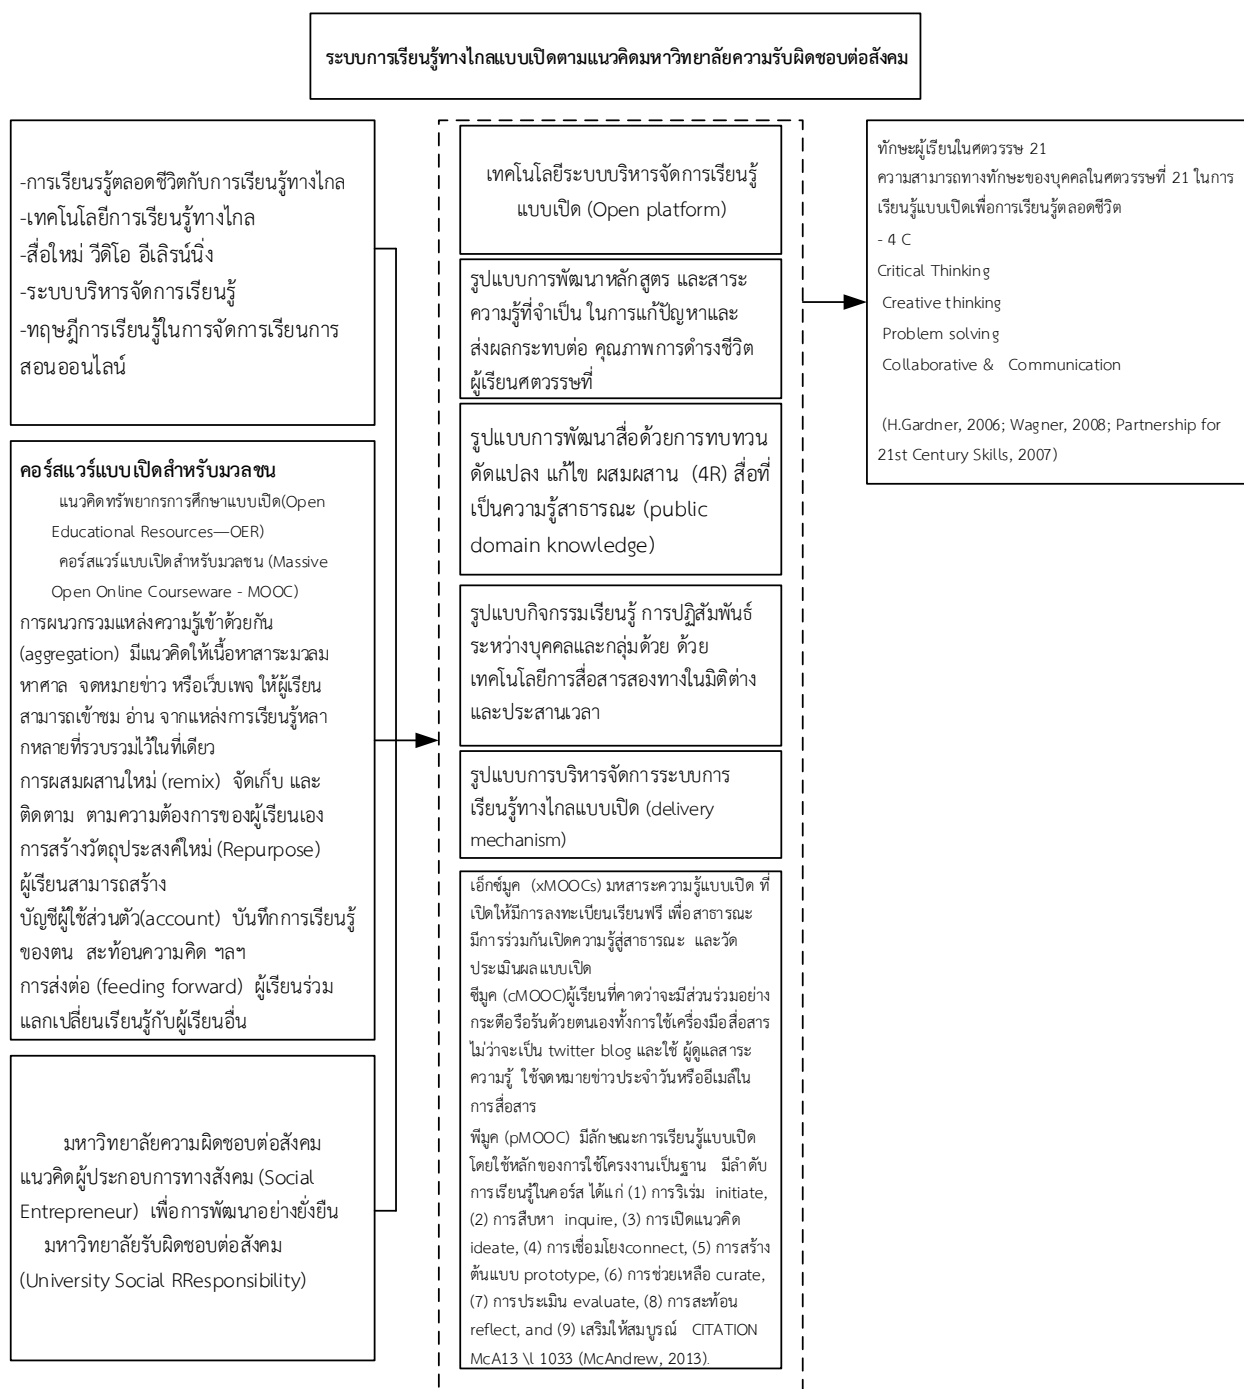 ระบบการเรียนรู้ทางไกลแบบเปิดตามแนวคิดมหาวิทยาลัยความรับผิดชอบต่อสังคม
-การเรียนรรู้ตลอดชีวิตกับการเรียนรู้ทางไกล
-เทคโนโลยีการเรียนรู้ทางไกล
-สื่อใหม่ วีดิโอ อีเลิรน์นิ่ง
-ระบบบริหารจัดการเรียนรู้
-ทฤษฎีการเรียนรู้ในการจัดการเรียนการ
สอนออนไลน์
คอร์สแวร์แบบเปิดสำหรับมวลชน
แนวคิดทรัพยากรการศึกษาแบบเปิด(Open
Educational Resources—OER)
คอร์สแวร์แบบเปิดสำหรับมวลชน (Massive
Open Online Courseware - MOOC)
การผนวกรวมแหล่งความรู้เข้าด้วยกัน
(aggregation) มีแนวคิดให้เนื้อหาสาระมวลม
หาศาล จดหมายข่าว หรือเว็บเพจ ให้ผู้เรียน
สามารถเข้าชม อ่าน จากแหล่งการเรียนรู้หลา
กหลายที่รวบรวมไว้ในที่เดียว
การผสมผสานใหม่ (remix) จัดเก็บ และ
ติดตาม ตามความต้องการของผู้เรียนเอง
การสร้างวัตถุประสงค์ใหม่ (Repurpose)
ผู้เรียนสามารถสร้าง
บัญชีผู้ใช้ส่วนตัว(account) บันทึกการเรียนรู้
ของตน สะท้อนความคิด ฯลฯ
การส่งต่อ (feeding forward) ผู้เรียนร่วม
แลกเปลี่ยนเรียนรู้กับผู้เรียนอื่น
มหาวิทยาลัยความผิดชอบต่อสังคม
แนวคิดผู้ประกอบการทางสังคม (Social
Entrepreneur) เพื่อการพัฒนาอย่างยั่งยืน
มหาวิทยาลัยรับผิดชอบต่อสังคม
(University Social RResponsibility)
เทคโนโลยีระบบบริหารจัดการเรียนรู้
แบบเปิด (Open platform)
รูปแบบการพัฒนาหลักสูตร และสาระ
ความรู้ที่จำเป็น ในการแก้ปัญหาและ
ส่งผลกระทบต่อ คุณภาพการดำรงชีวิต
ผู้เรียนศตวรรษที่
รูปแบบการพัฒนาสื่อด้วยการทบทวน
ดัดแปลง แก้ไข ผสมผสาน (4R) สื่อที่
เป็นความรู้สาธารณะ (public
domain knowledge)
รูปแบบกิจกรรมเรียนรู้ การปฏิสัมพันธ์
ระหว่างบุคคลและกลุ่มด้วย ด้วย
เทคโนโลยีการสื่อสารสองทางในมิติต่าง
และประสานเวลา
รูปแบบการบริหารจัดการระบบการ
เรียนรู้ทางไกลแบบเปิด (delivery
mechanism)
เอ็กซ์มูค (xMOOCs) มหสาระความรู้แบบเปิด ที่
เปิดให้มีการลงทะเบียนเรียนฟรี เพื่อสาธารณะ
มีการร่วมกันเปิดความรู้สู่สาธารณะ และวัด
ประเมินผลแบบเปิด
ซีมูค (cMOOC)ผู้เรียนที่คาดว่าจะมีส่วนร่วมอย่าง
กระตือรือร้นด้วยตนเองทั้งการใช้เครื่องมือสื่อสาร
ไม่ว่าจะเป็น twitter blog และใช้ ผู้ดูแลสาระ
ความรู้ ใช้จดหมายข่าวประจำวันหรืออีเมล์ใน
การสื่อสาร
พีมูค (pMOOC) มีลักษณะการเรียนรู้แบบเปิด
โดยใช้หลักของการใช้โครงงานเป็นฐาน มีลำดับ
การเรียนรู้ในคอร์ส ได้แก่ (1) การริเร่ม initiate,
(2) การสืบหา inquire, (3) การเปิดแนวคิด
ideate, (4) การเชื่อมโยงconnect, (5) การสร้าง
ต้นแบบ prototype, (6) การช่วยเหลือ curate,
(7) การประเมิน evaluate, (8) การสะท้อน
reflect, and (9) เสริมให้สมบูรณ์ CITATION
McA13 \l 1033 (McAndrew, 2013).
ทักษะผู้เรียนในศตวรรษ 21
ความสามารถทางทักษะของบุคคลในศตวรรษที่ 21 ในการ
เรียนรู้แบบเปิดเพื่อการเรียนรู้ตลอดชีวิต
- 4 C
Critical Thinking
Creative thinking
Problem solving
Collaborative & Communication
(H.Gardner, 2006; Wagner, 2008; Partnership for
21st Century Skills, 2007)